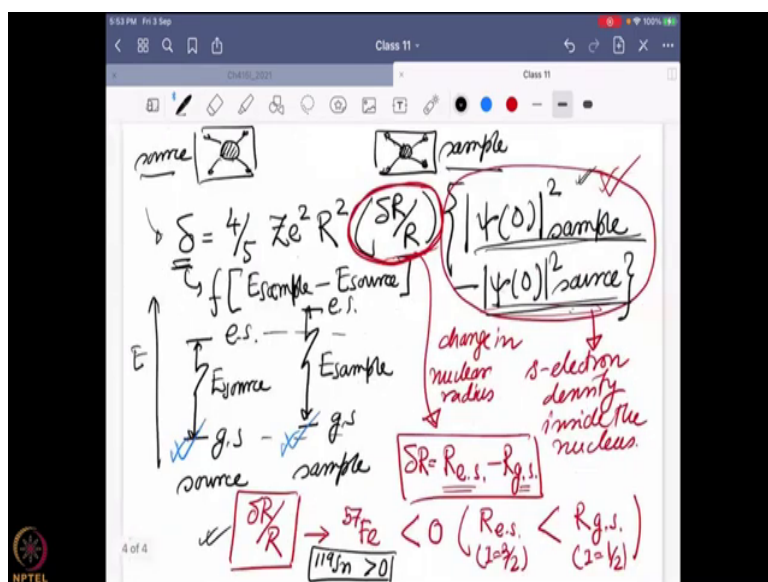 5:53 PM Fri 3 Sep
100%
Class 11
Ch416i_2021
Class 11
source
sample
δ = 4/5 Ze² R² (δR/R) { |Ψ(0)|² sample
- |Ψ(0)|² source }
f [Esample - Esource]
E
e.s.
e.s.
Esource
Esample
g.s
g.s
source
sample
change in
nuclear
radius
s-electron
density
inside the
nucleus.
δR = Re.s. - Rg.s.
δR/R → ⁵⁷Fe < 0 (Re.s. < Rg.s.)
(I=3/2) (I=1/2)
¹¹⁹Sn > 0
4 of 4
NPTEL